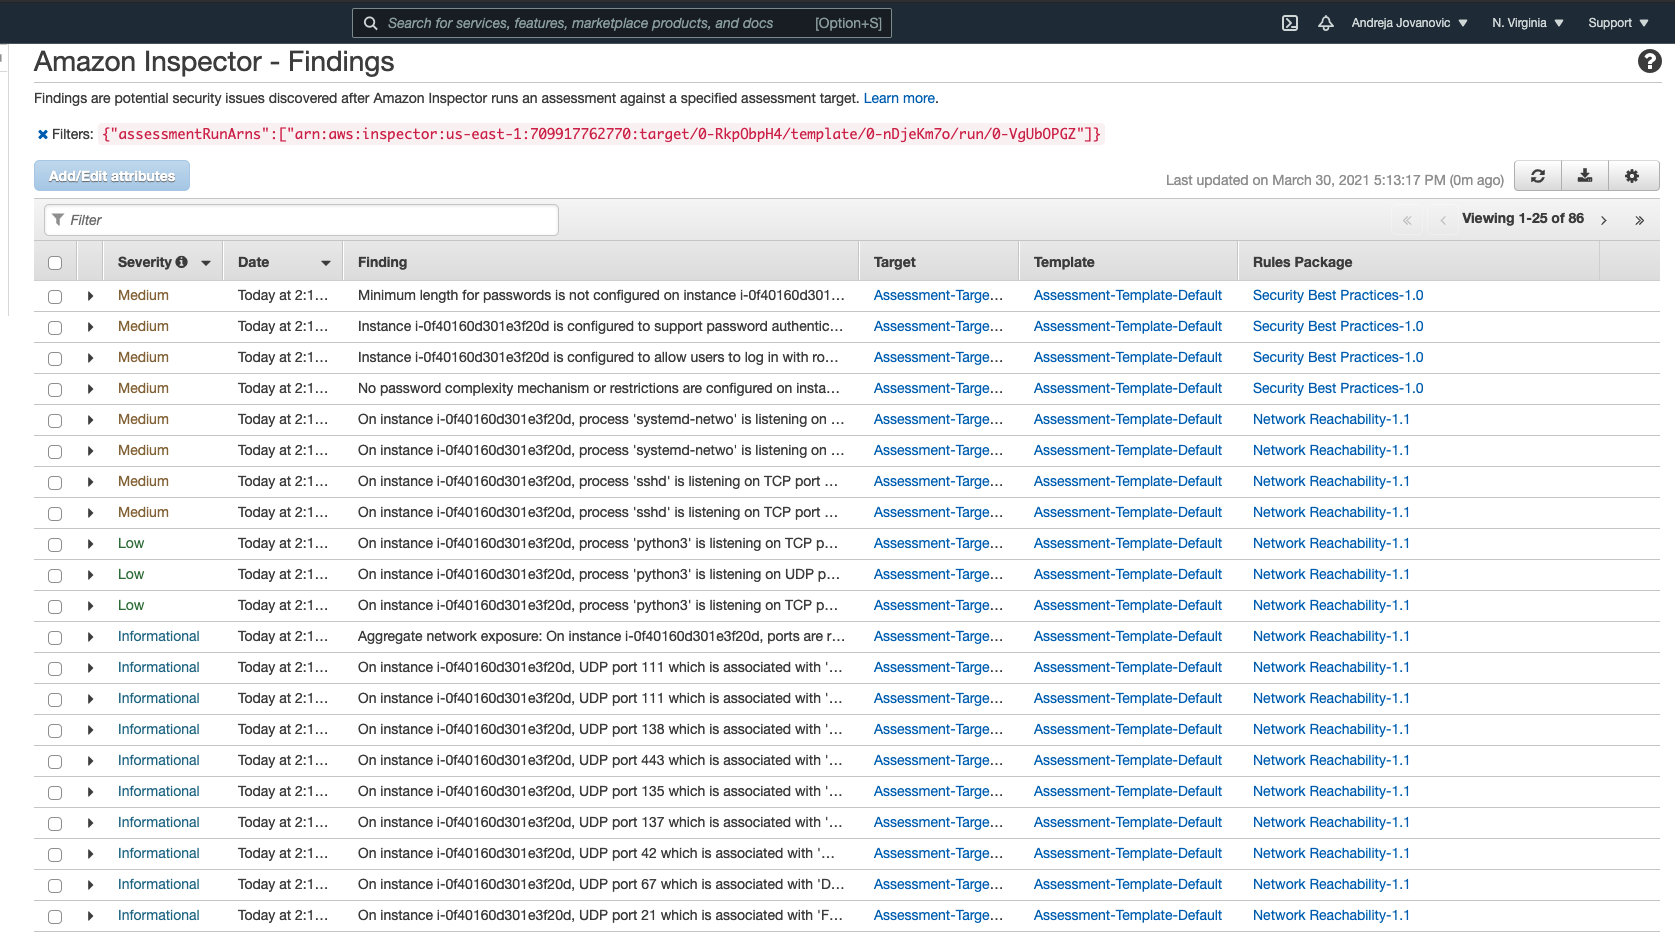 Search for services, features, marketplace products, and docs [Option+S] Andreja Jovanovic N. Virginia Support
Amazon Inspector - Findings
Findings are potential security issues discovered after Amazon Inspector runs an assessment against a specified assessment target. Learn more.
Filters: {"assessmentRunArns":["arn:aws:inspector:us-east-1:709917762770:target/0-RkpObpH4/template/0-nDjeKm7o/run/0-VgUbOPGZ"]}
Add/Edit attributes Last updated on March 30, 2021 5:13:17 PM (0m ago)
Filter Viewing 1-25 of 86
Severity Date Finding Target Template Rules Package
Medium Today at 2:1... Minimum length for passwords is not configured on instance i-0f40160d301... Assessment-Targe... Assessment-Template-Default Security Best Practices-1.0
Medium Today at 2:1... Instance i-0f40160d301e3f20d is configured to support password authentic... Assessment-Targe... Assessment-Template-Default Security Best Practices-1.0
Medium Today at 2:1... Instance i-0f40160d301e3f20d is configured to allow users to log in with ro... Assessment-Targe... Assessment-Template-Default Security Best Practices-1.0
Medium Today at 2:1... No password complexity mechanism or restrictions are configured on insta... Assessment-Targe... Assessment-Template-Default Security Best Practices-1.0
Medium Today at 2:1... On instance i-0f40160d301e3f20d, process 'systemd-netwo' is listening on ... Assessment-Targe... Assessment-Template-Default Network Reachability-1.1
Medium Today at 2:1... On instance i-0f40160d301e3f20d, process 'systemd-netwo' is listening on ... Assessment-Targe... Assessment-Template-Default Network Reachability-1.1
Medium Today at 2:1... On instance i-0f40160d301e3f20d, process 'sshd' is listening on TCP port ... Assessment-Targe... Assessment-Template-Default Network Reachability-1.1
Medium Today at 2:1... On instance i-0f40160d301e3f20d, process 'sshd' is listening on TCP port ... Assessment-Targe... Assessment-Template-Default Network Reachability-1.1
Low Today at 2:1... On instance i-0f40160d301e3f20d, process 'python3' is listening on TCP p... Assessment-Targe... Assessment-Template-Default Network Reachability-1.1
Low Today at 2:1... On instance i-0f40160d301e3f20d, process 'python3' is listening on UDP p... Assessment-Targe... Assessment-Template-Default Network Reachability-1.1
Low Today at 2:1... On instance i-0f40160d301e3f20d, process 'python3' is listening on TCP p... Assessment-Targe... Assessment-Template-Default Network Reachability-1.1
Informational Today at 2:1... Aggregate network exposure: On instance i-0f40160d301e3f20d, ports are r... Assessment-Targe... Assessment-Template-Default Network Reachability-1.1
Informational Today at 2:1... On instance i-0f40160d301e3f20d, UDP port 111 which is associated with '... Assessment-Targe... Assessment-Template-Default Network Reachability-1.1
Informational Today at 2:1... On instance i-0f40160d301e3f20d, UDP port 111 which is associated with '... Assessment-Targe... Assessment-Template-Default Network Reachability-1.1
Informational Today at 2:1... On instance i-0f40160d301e3f20d, UDP port 138 which is associated with '... Assessment-Targe... Assessment-Template-Default Network Reachability-1.1
Informational Today at 2:1... On instance i-0f40160d301e3f20d, UDP port 443 which is associated with '... Assessment-Targe... Assessment-Template-Default Network Reachability-1.1
Informational Today at 2:1... On instance i-0f40160d301e3f20d, UDP port 135 which is associated with '... Assessment-Targe... Assessment-Template-Default Network Reachability-1.1
Informational Today at 2:1... On instance i-0f40160d301e3f20d, UDP port 137 which is associated with '... Assessment-Targe... Assessment-Template-Default Network Reachability-1.1
Informational Today at 2:1... On instance i-0f40160d301e3f20d, UDP port 42 which is associated with '... Assessment-Targe... Assessment-Template-Default Network Reachability-1.1
Informational Today at 2:1... On instance i-0f40160d301e3f20d, UDP port 67 which is associated with 'D... Assessment-Targe... Assessment-Template-Default Network Reachability-1.1
Informational Today at 2:1... On instance i-0f40160d301e3f20d, UDP port 21 which is associated with 'F... Assessment-Targe... Assessment-Template-Default Network Reachability-1.1